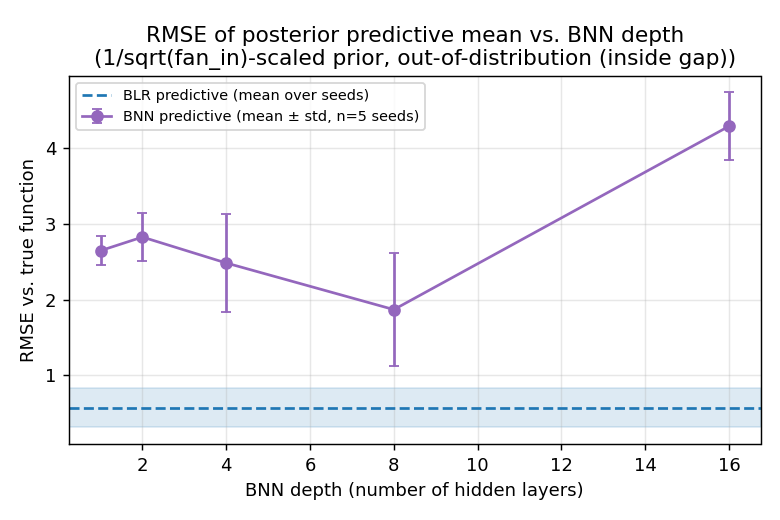 RMSE of posterior predictive mean vs. BNN depth
(1/sqrt(fan_in)-scaled prior, out-of-distribution (inside gap))
BLR predictive (mean over seeds)
BNN predictive (mean ± std, n=5 seeds)
RMSE vs. true function
4
3
2
1
2 4 6 8 10 12 14 16
BNN depth (number of hidden layers)